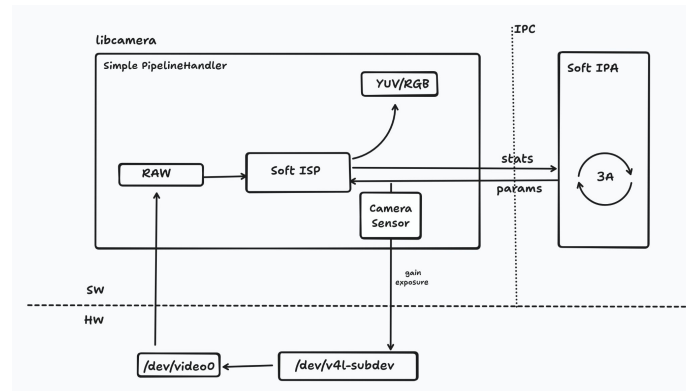 IPC
libcamera
Simple PipelineHandler
Soft IPA
YUV/RGB
stats
RAW
Soft ISP
3A
params
Camera
Sensor
gain
exposure
SW
HW
/dev/video0
/dev/v4l-subdev